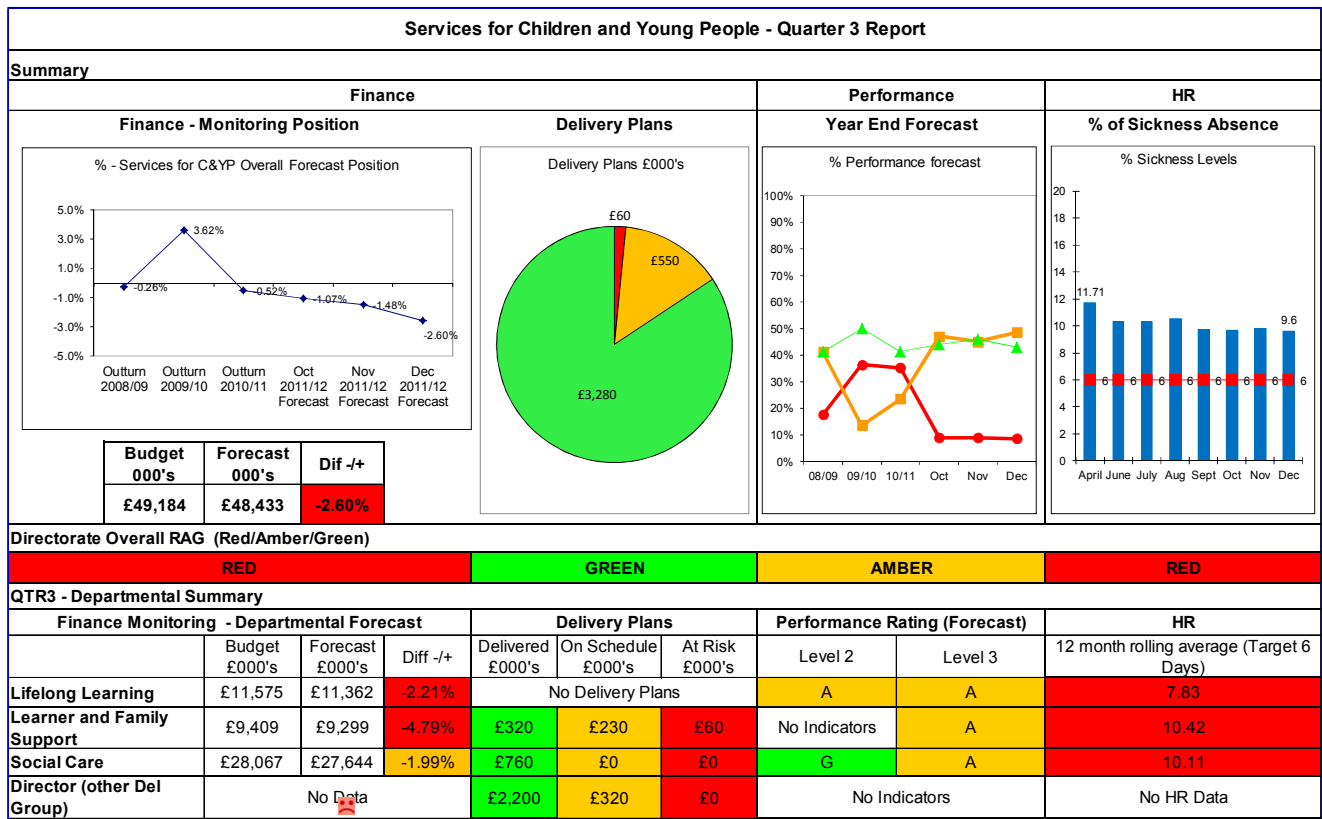 Services for Children and Young People - Quarter 3 Report
Summary
Finance
Performance
HR
Finance - Monitoring Position
Delivery Plans
Year End Forecast
% of Sickness Absence
% - Services for C&YP Overall Forecast Position
5.0%
3.0%
1.0%
-1.0%
-3.0%
-5.0%
-0.26%
3.62%
-0.52%
-1.07%
-1.48%
-2.60%
Outturn 2008/09
Outturn 2009/10
Outturn 2010/11
Oct 2011/12 Forecast
Nov 2011/12 Forecast
Dec 2011/12 Forecast
Budget 000's
Forecast 000's
Dif -/+
£49,184
£48,433
-2.60%
Delivery Plans £000's
£60
£550
£3,280
% Performance forecast
100%
90%
80%
70%
60%
50%
40%
30%
20%
10%
0%
08/09 09/10 10/11 Oct Nov Dec
% Sickness Levels
20
18
16
14
12
10
8
6
4
2
0
11.71
9.6
6 6 6 6 6 6 6 6
April June July Aug Sept Oct Nov Dec
Directorate Overall RAG (Red/Amber/Green)
RED GREEN AMBER RED
QTR3 - Departmental Summary
Finance Monitoring - Departmental Forecast
Delivery Plans
Performance Rating (Forecast)
HR
Budget £000's
Forecast £000's
Diff -/+
Delivered £000's
On Schedule £000's
At Risk £000's
Level 2
Level 3
12 month rolling average (Target 6 Days)
Lifelong Learning £11,575 £11,362 -2.21% No Delivery Plans A A 7.83
Learner and Family Support £9,409 £9,299 -4.79% £320 £230 £60 No Indicators A 10.42
Social Care £28,067 £27,644 -1.99% £760 £0 £0 G A 10.11
Director (other Del Group) No Data £2,200 £320 £0 No Indicators No HR Data